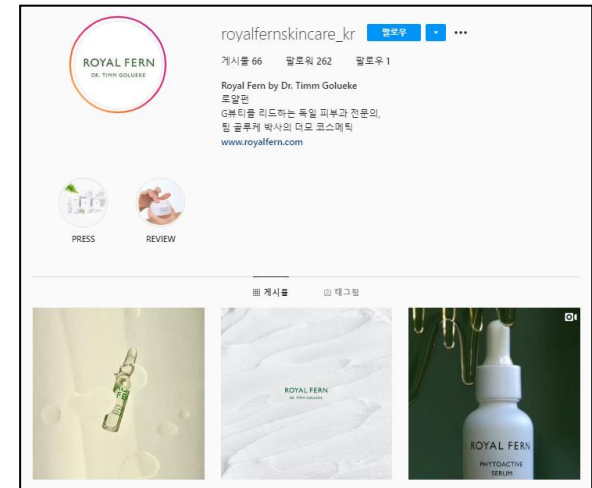 ROYAL FERN
DR. TIMM GOLUEKE
royalfernskincare_kr 팔로우
게시물 66 팔로워 262 팔로우 1
Royal Fern by Dr. Timm Golueke
로얄펀
G뷰티를 리드하는 독일 피부과 전문의,
팀 골루케 박사의 더모 코스메틱
www.royalfern.com
PRESS REVIEW
게시물 태그됨
ROYAL FERN
DR. TIMM GOLUEKE
ROYAL FERN
PHYTOACTIVE
SERUM